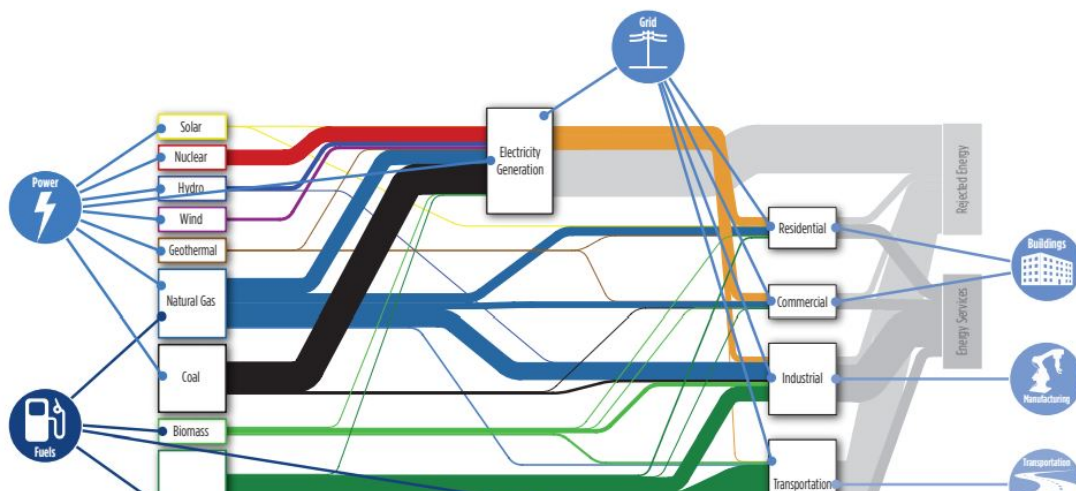 Grid
Solar
Nuclear
Hydro
Wind
Geothermal
Natural Gas
Coal
Biomass
Power
Fuels
Electricity
Generation
Residential
Commercial
Industrial
Transportation
Rejected Energy
Energy Services
Buildings
Manufacturing
Transportation